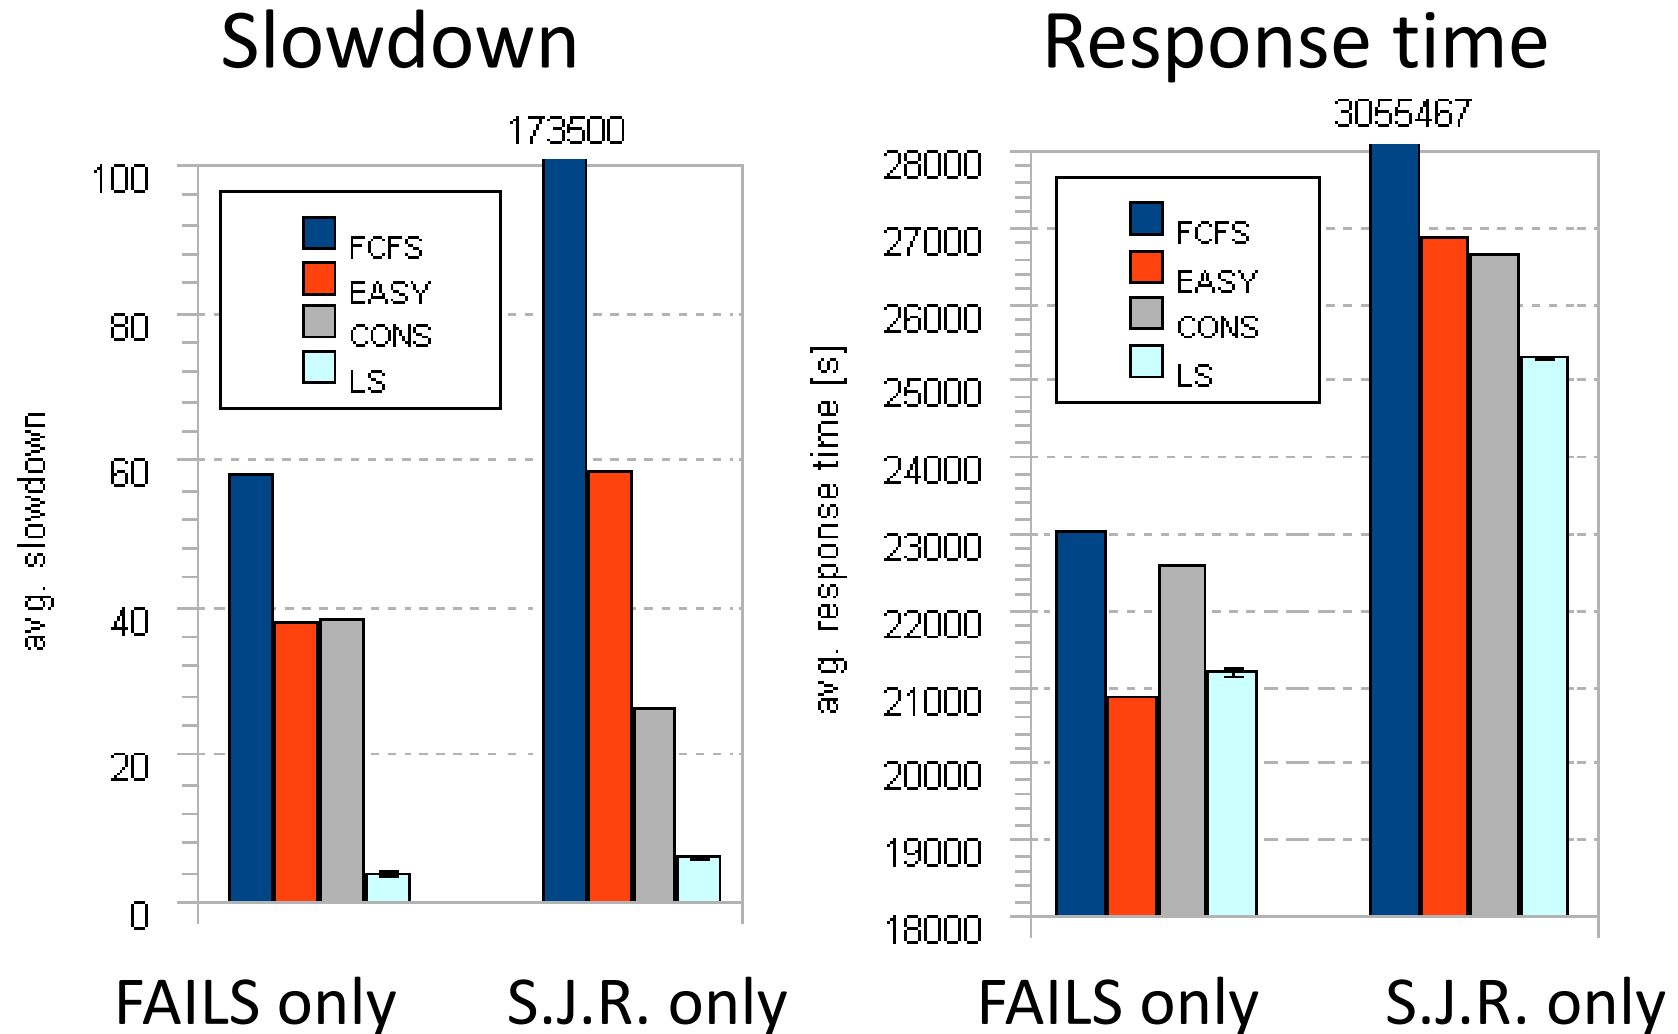 Slowdown
173500
100
80
60
40
20
0
avg. slowdown
FCFS
EASY
CONS
LS
FAILS only
S.J.R. only
Response time
3055467
28000
27000
26000
25000
24000
23000
22000
21000
20000
19000
18000
avg. response time [s]
FCFS
EASY
CONS
LS
FAILS only
S.J.R. only